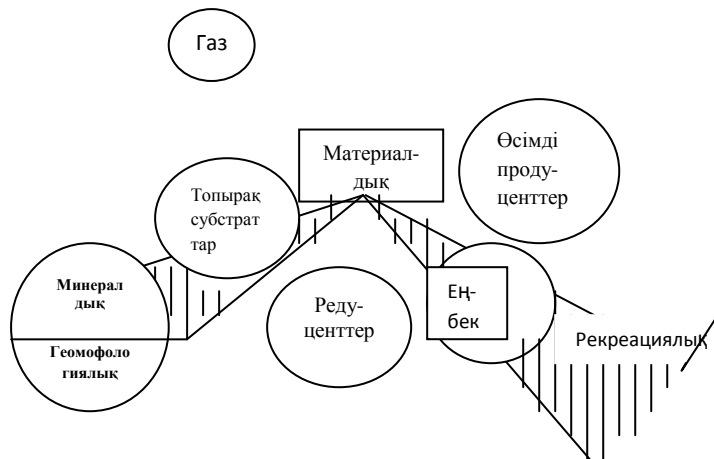 Газ
Материал-
дық
Өсімді
проду-
центтер
Топырақ
субстрат
тар
Минерал
дық
Геомофоло
гиялық
Реду-
центтер
Ең-
бек
Рекреациялық